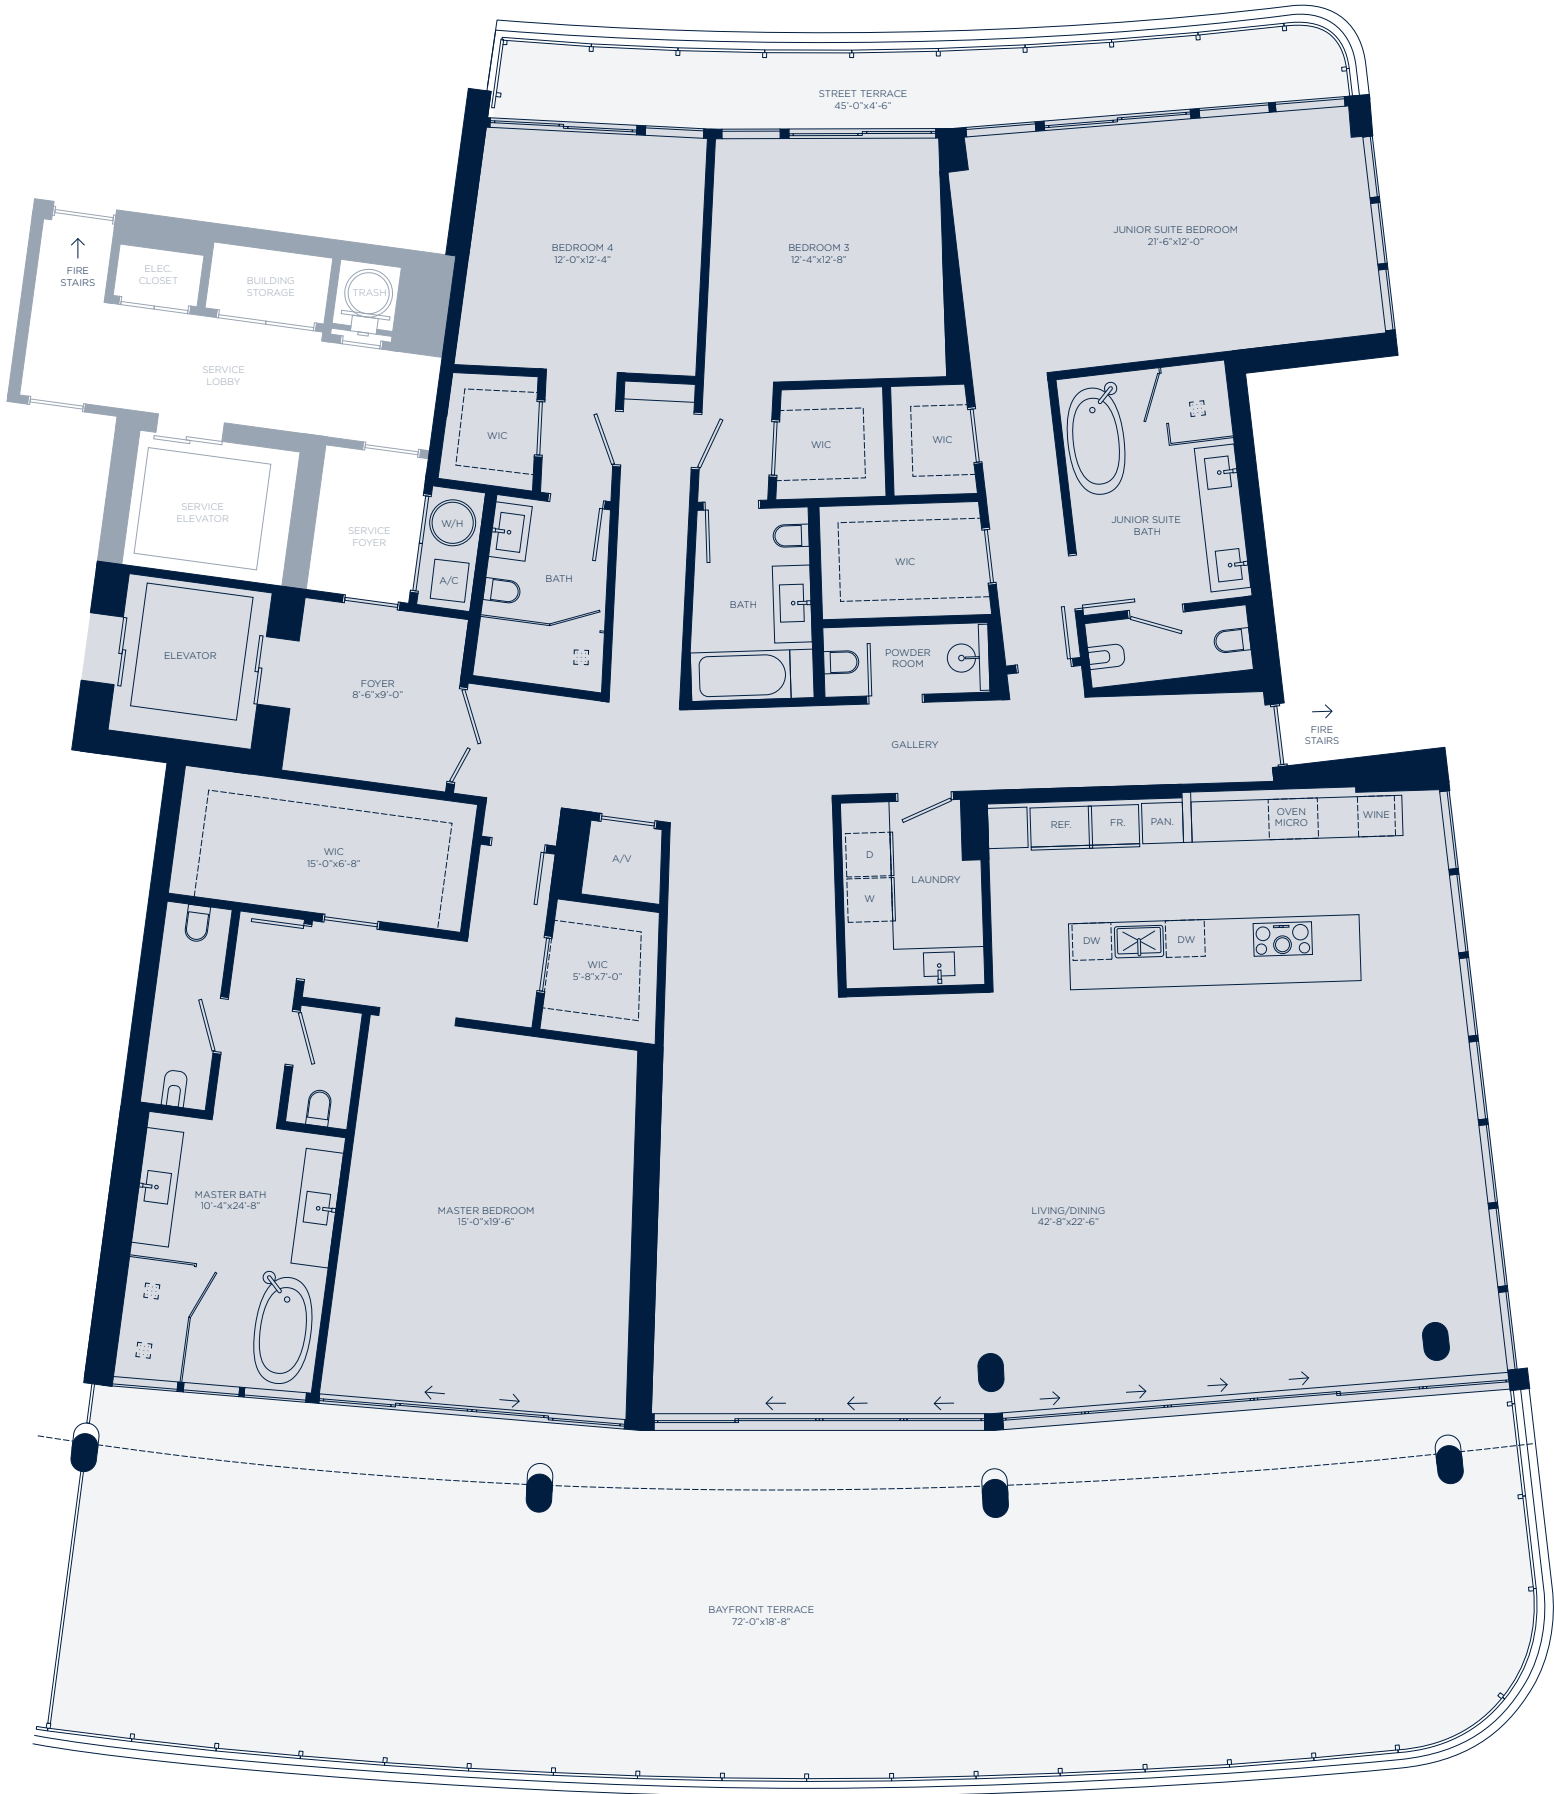 STREET TERRACE
45'-0"x4'-6"
BEDROOM 4
12'-0"x12'-4"
BEDROOM 3
12'-4"x12'-8"
JUNIOR SUITE BEDROOM
21'-6"x12'-0"
FIRE
STAIRS
ELEC.
CLOSET
BUILDING
STORAGE
TRASH
SERVICE
LOBBY
WIC
WIC
WIC
SERVICE
ELEVATOR
SERVICE
FOYER
W/H
A/C
BATH
BATH
WIC
JUNIOR SUITE
BATH
ELEVATOR
FOYER
8'-6"x9'-0"
POWDER
ROOM
GALLERY
FIRE
STAIRS
WIC
15'-0"x6'-8"
A/V
D
W
LAUNDRY
REF.
FR.
PAN.
OVEN
MICRO
WINE
WIC
5'-8"x7'-0"
DW
DW
MASTER BATH
10'-4"x24'-8"
MASTER BEDROOM
15'-0"x19'-6"
LIVING/DINING
42'-8"x22'-6"
BAYFRONT TERRACE
72'-0"x18'-8"